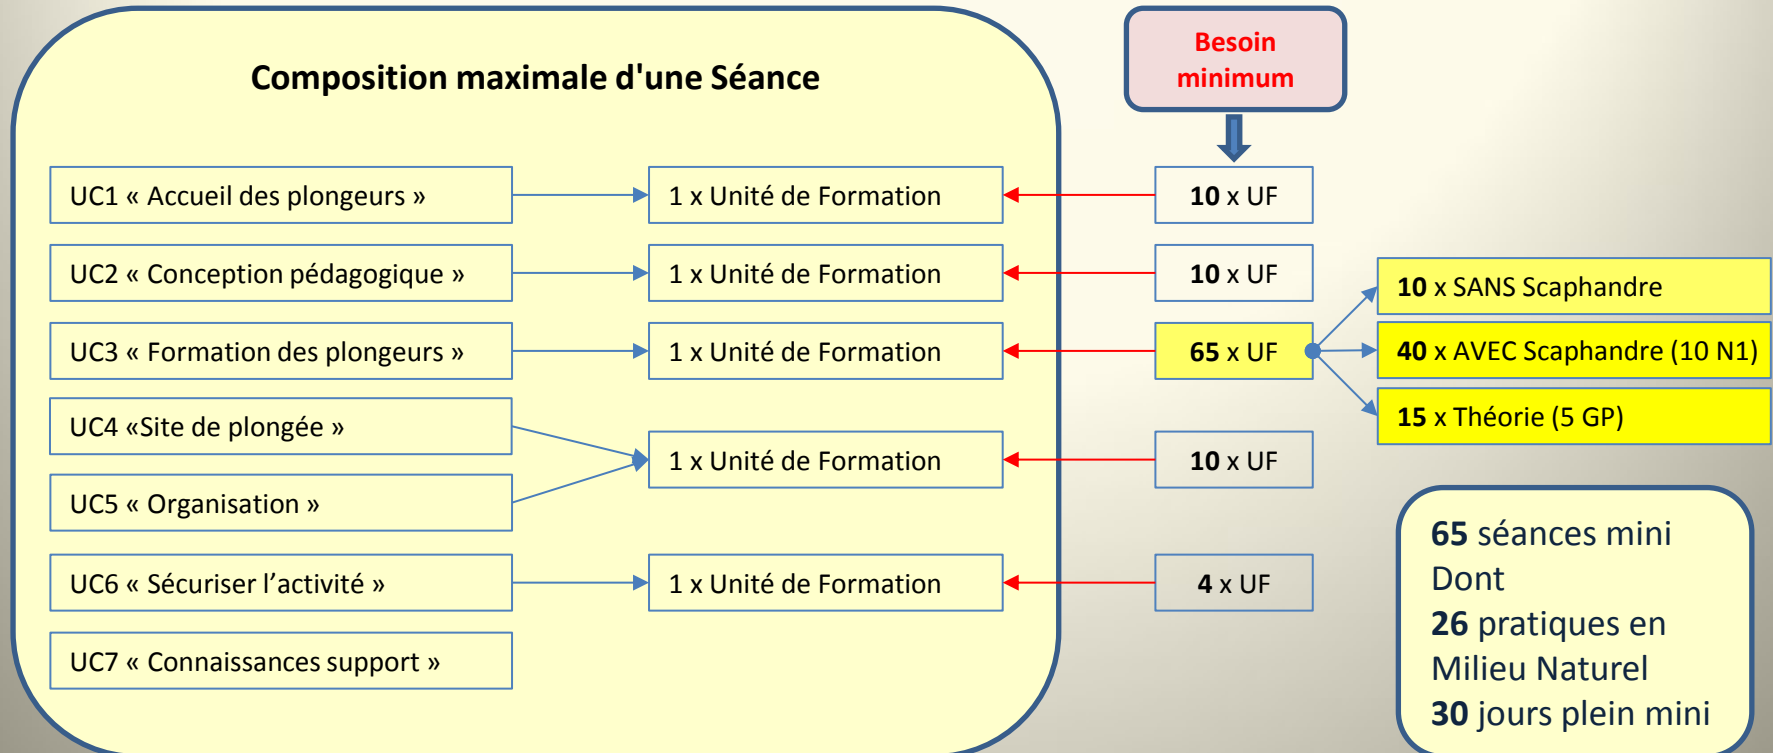 Composition maximale d'une Séance
Besoin
minimum
UC1 « Accueil des plongeurs »
1 x Unité de Formation
10 x UF
UC2 « Conception pédagogique »
1 x Unité de Formation
10 x UF
UC3 « Formation des plongeurs »
1 x Unité de Formation
65 x UF
10 x SANS Scaphandre
40 x AVEC Scaphandre (10 N1)
15 x Théorie (5 GP)
UC4 «Site de plongée »
UC5 « Organisation »
1 x Unité de Formation
10 x UF
UC6 « Sécuriser l’activité »
1 x Unité de Formation
4 x UF
UC7 « Connaissances support »
65 séances mini
Dont
26 pratiques en
Milieu Naturel
30 jours plein mini